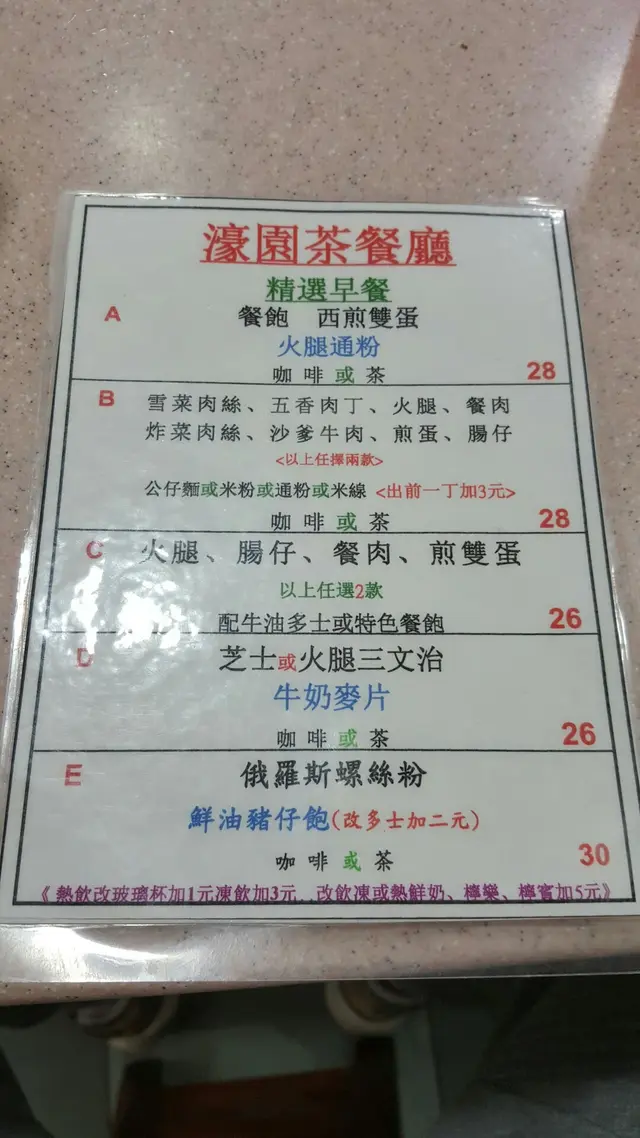 濠園茶餐廳
精選早餐
A 餐飽 西煎雙蛋
火腿通粉
咖啡或茶 28
B 雪菜肉絲、五香肉丁、火腿、餐肉
炸菜肉絲、沙爹牛肉、煎蛋、腸仔
<以上任擇兩款>
公仔麵或米粉或通粉或米線 <出前一丁加3元>
咖啡或茶 28
C 火腿、腸仔、餐肉、煎雙蛋
以上任選2款
配牛油多士或特色餐飽 26
D 芝士或火腿三文治
牛奶麥片
咖啡或茶 26
E 俄羅斯螺絲粉
鮮油豬仔飽(改多士加二元)
咖啡或茶 30
《熱飲改玻璃杯加1元凍飲加3元...改飲凍或熱鮮奶、檸樂、檸賓加5元》